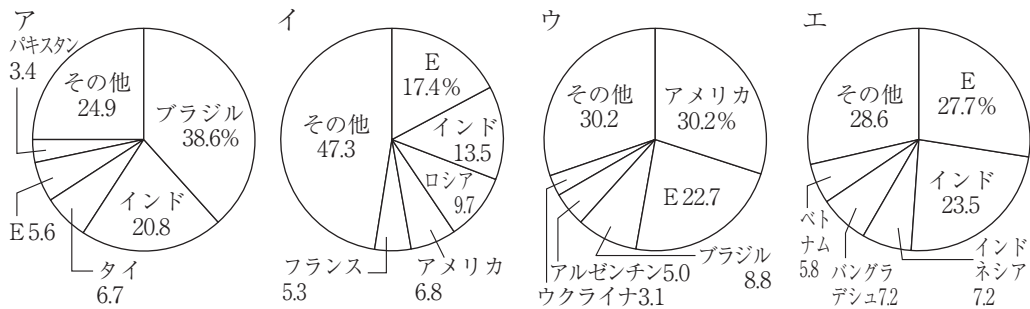 ア
パキスタン
3.4
その他
24.9
ブラジル
38.6%
E 5.6
インド
20.8
タイ
6.7
イ
E
17.4%
その他
47.3
インド
13.5
ロシア
9.7
フランス
5.3
アメリカ
6.8
ウ
その他
30.2
アメリカ
30.2%
E 22.7
アルゼンチン5.0
ウクライナ3.1
ブラジル
8.8
エ
その他
28.6
E
27.7%
インド
23.5
ベト
ナム
5.8
バングラ
デシュ7.2
インド
ネシア
7.2